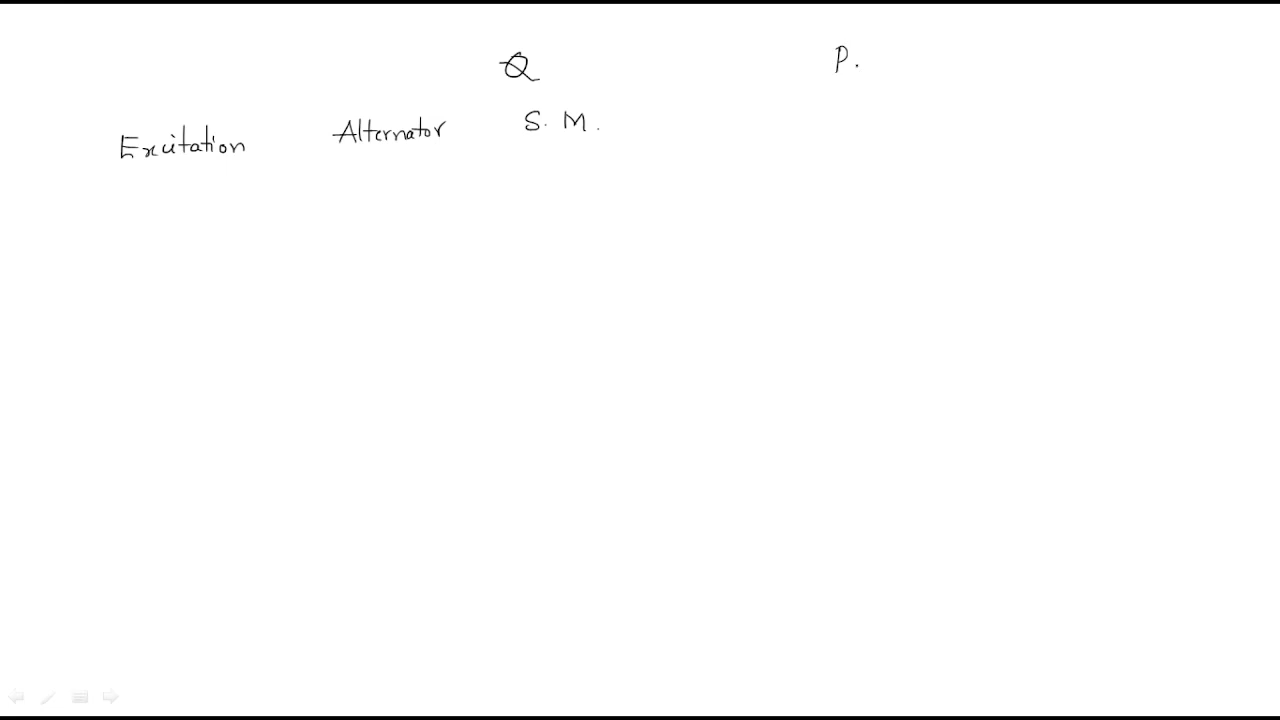 Q P.
Excitation Alternator S. M.